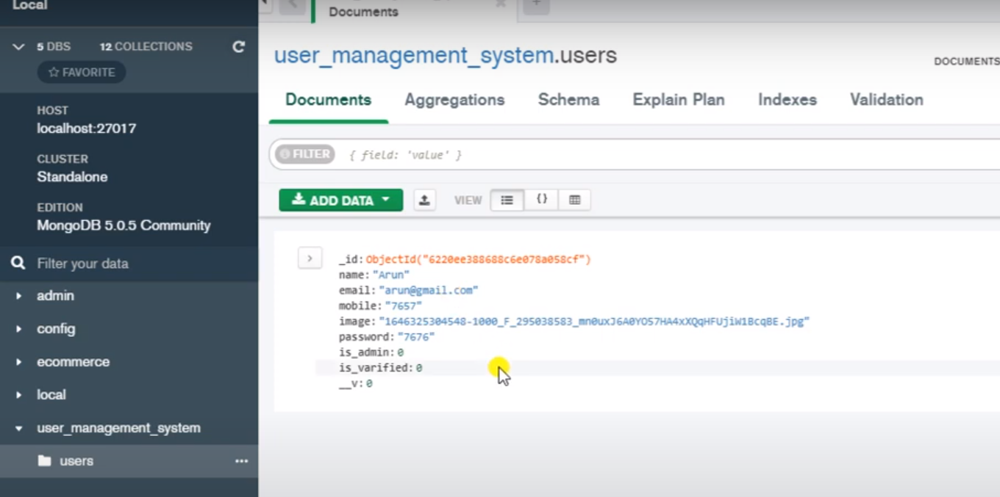 Local
5 DBS 12 COLLECTIONS
FAVORITE
HOST
localhost:27017
CLUSTER
Standalone
EDITION
MongoDB 5.0.5 Community
Filter your data
admin
config
ecommerce
local
user_management_system
users
Documents
user_management_system.users
DOCUMENTS
Documents Aggregations Schema Explain Plan Indexes Validation
FILTER { field: 'value' }
ADD DATA VIEW {}
_id: ObjectId("6220ee388688c6e078a058cf")
name: "Arun"
email: "arun@gmail.com"
mobile: "7657"
image: "1646325304548-1000_F_295038583_mn0uxJ6A0YO57HA4xXQqHFUjiW1BcqBE.jpg"
password: "7676"
is_admin: 0
is_varified: 0
__v: 0